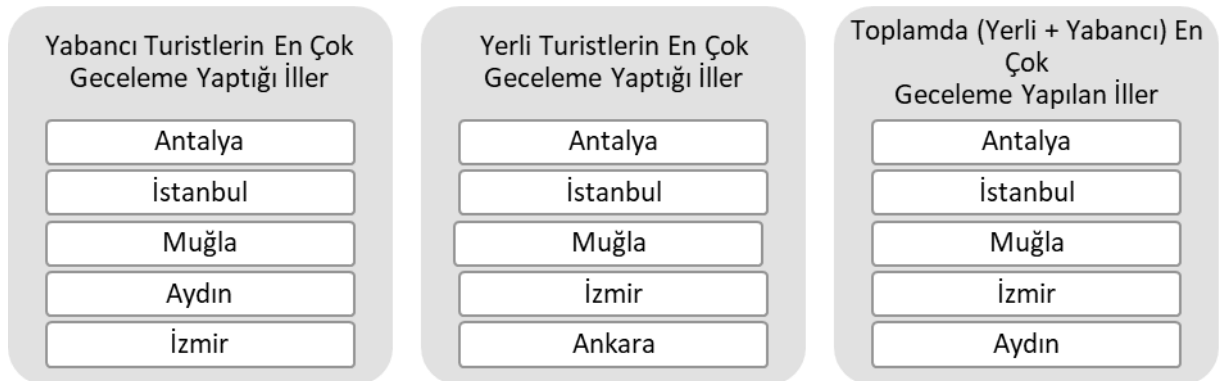 Yabancı Turistlerin En Çok
Geceleme Yaptığı İller
Antalya
İstanbul
Muğla
Aydın
İzmir
Yerli Turistlerin En Çok
Geceleme Yaptığı İller
Antalya
İstanbul
Muğla
İzmir
Ankara
Toplamda (Yerli + Yabancı) En
Çok
Geceleme Yapılan İller
Antalya
İstanbul
Muğla
İzmir
Aydın